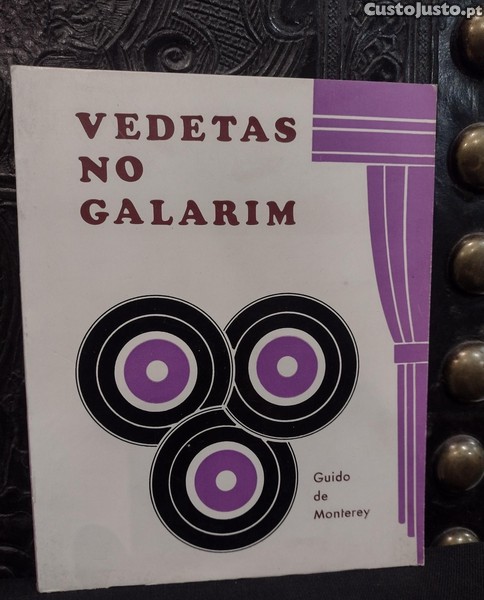 CustoJusto.pt
VEDETAS
NO
GALARIM
Guido
de
Monterey